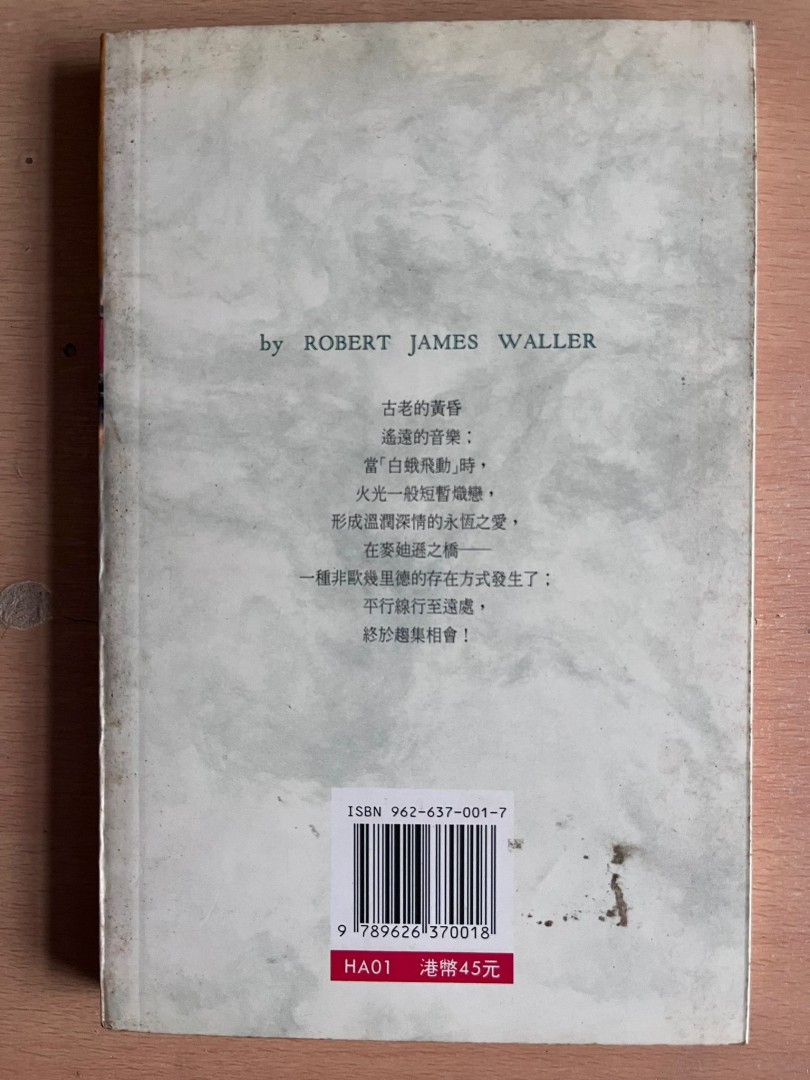 by ROBERT JAMES WALLER
古老的黃昏
遙遠的音樂；
當「白蛾飛動」時，
火光一般短暫熾戀，
形成溫潤深情的永恆之愛，
在麥廸遜之橋——
一種非歐幾里德的存在方式發生了；
平行線行至遠處，
終於趨集相會！
ISBN 962-637-001-7
9 789626 370018
HA01 港幣45元